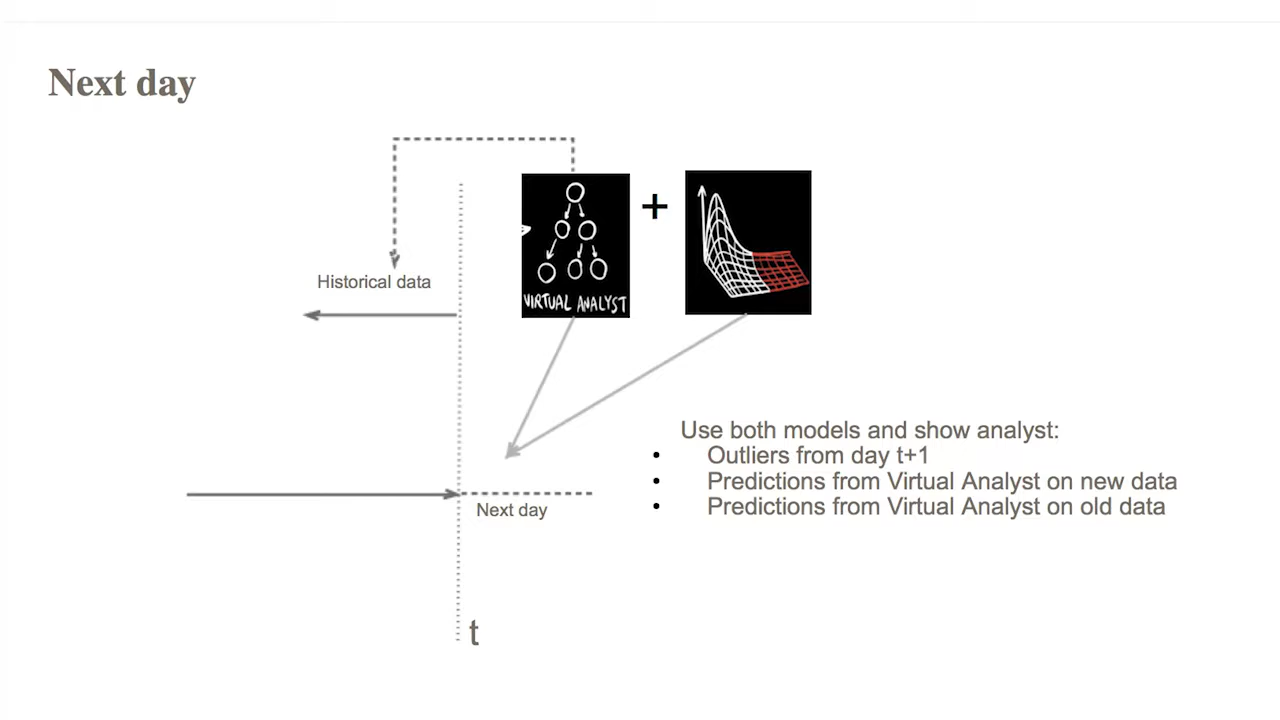 Next day
VIRTUAL ANALYST
+
Historical data
Use both models and show analyst:
• Outliers from day t+1
• Predictions from Virtual Analyst on new data
• Predictions from Virtual Analyst on old data
Next day
t